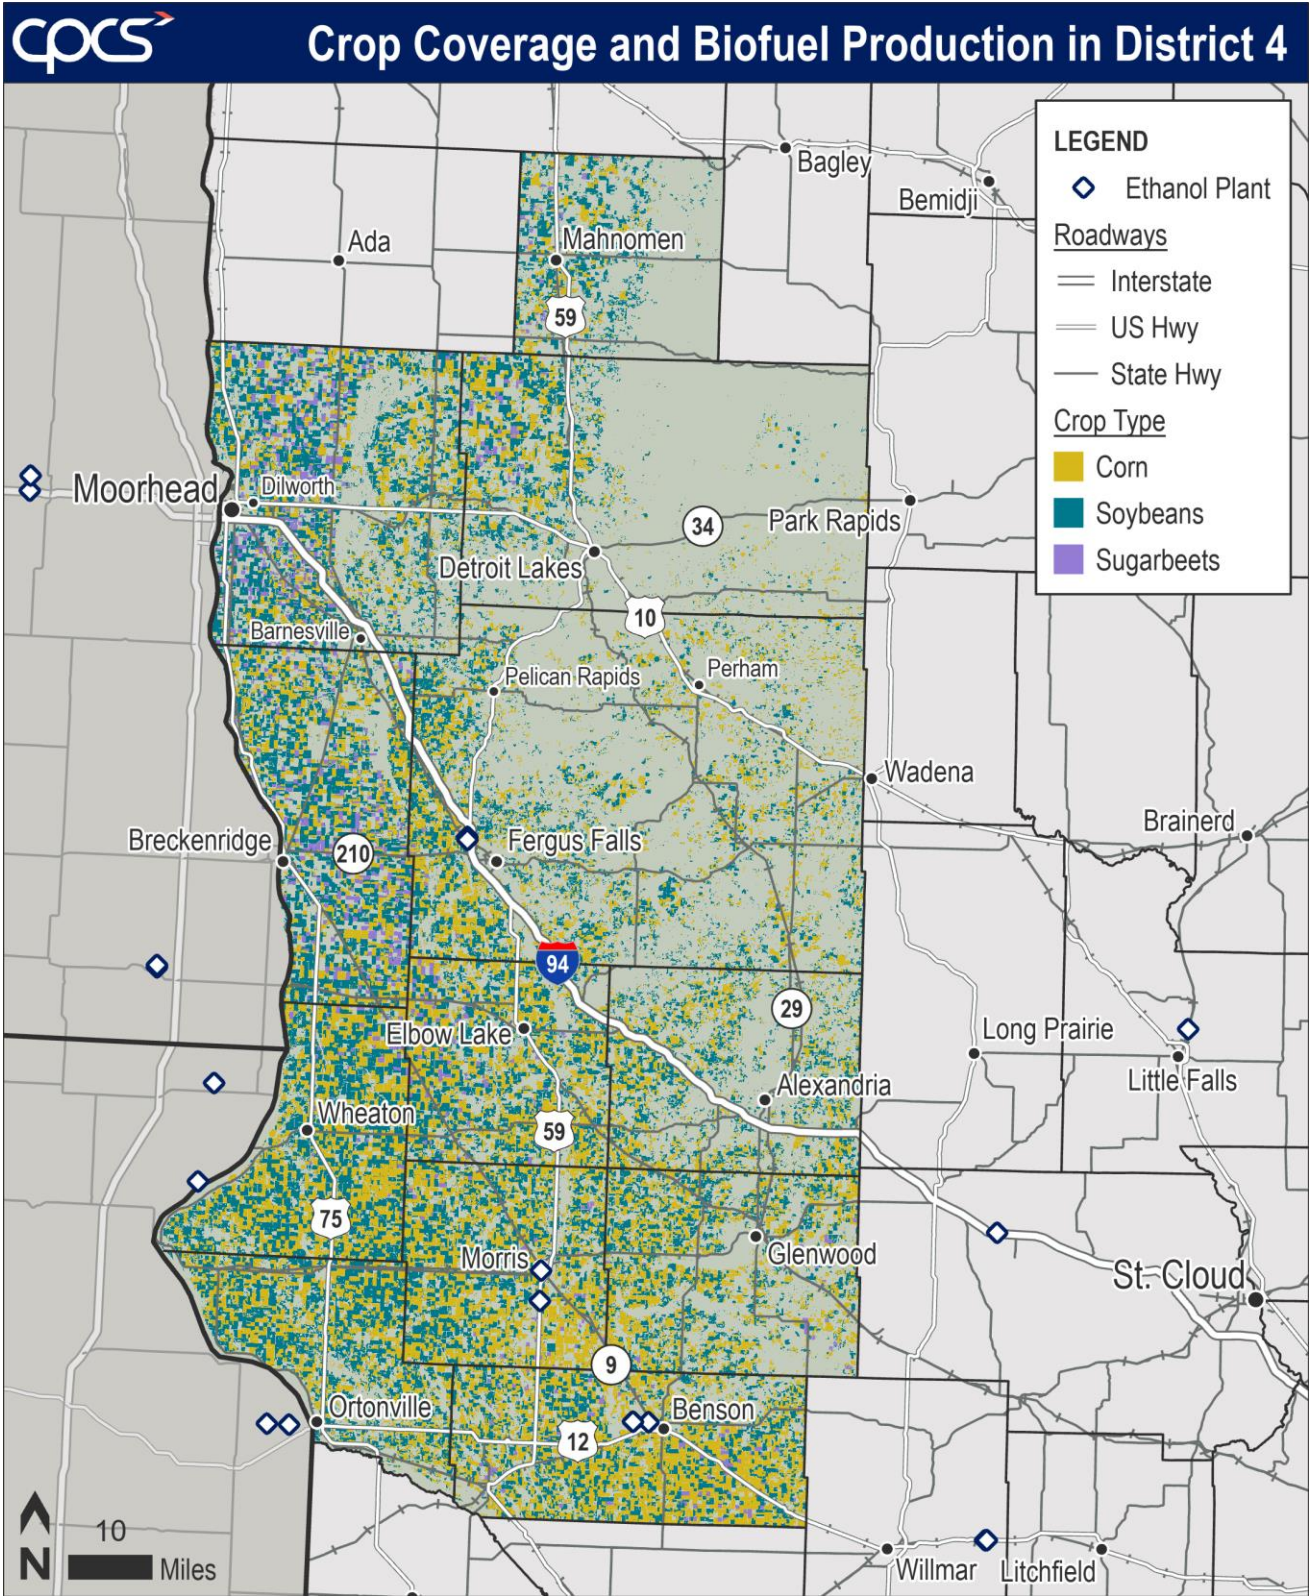 cpcs
Crop Coverage and Biofuel Production in District 4
LEGEND
Ethanol Plant
Roadways
Interstate
US Hwy
State Hwy
Crop Type
Corn
Soybeans
Sugarbeets
Bagley
Bemidji
Ada
Mahnomen
59
Moorhead
Dilworth
34
Park Rapids
Detroit Lakes
10
Barnesville
Pelican Rapids
Perham
Wadena
Brainerd
Breckenridge
210
Fergus Falls
94
29
Elbow Lake
Long Prairie
Little Falls
Alexandria
Wheaton
59
75
Morris
Glenwood
St. Cloud
9
Ortonville
Benson
12
10
N
Miles
Willmar
Litchfield